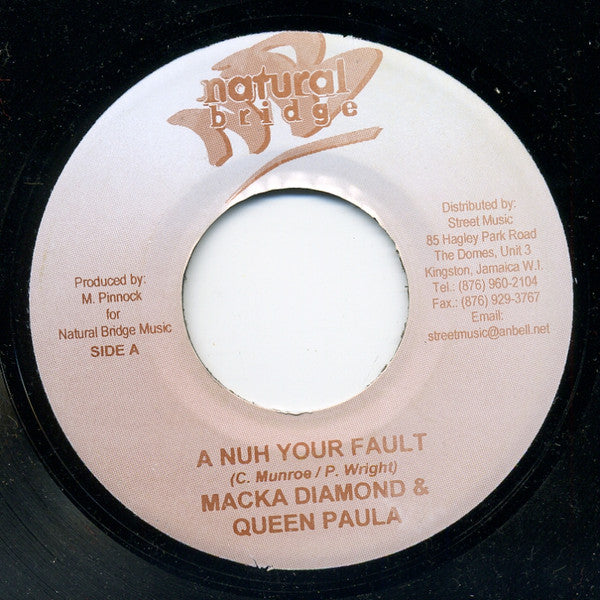 natural
bridge
Produced by:
M. Pinnock
for
Natural Bridge Music
SIDE A
Distributed by:
Street Music
85 Hagley Park Road
The Domes, Unit 3
Kingston, Jamaica W.I.
Tel.: (876) 960-2104
Fax.: (876) 929-3767
Email:
streetmusic@anbell.net
A NUH YOUR FAULT
(C. Munroe / P. Wright)
MACKA DIAMOND &
QUEEN PAULA